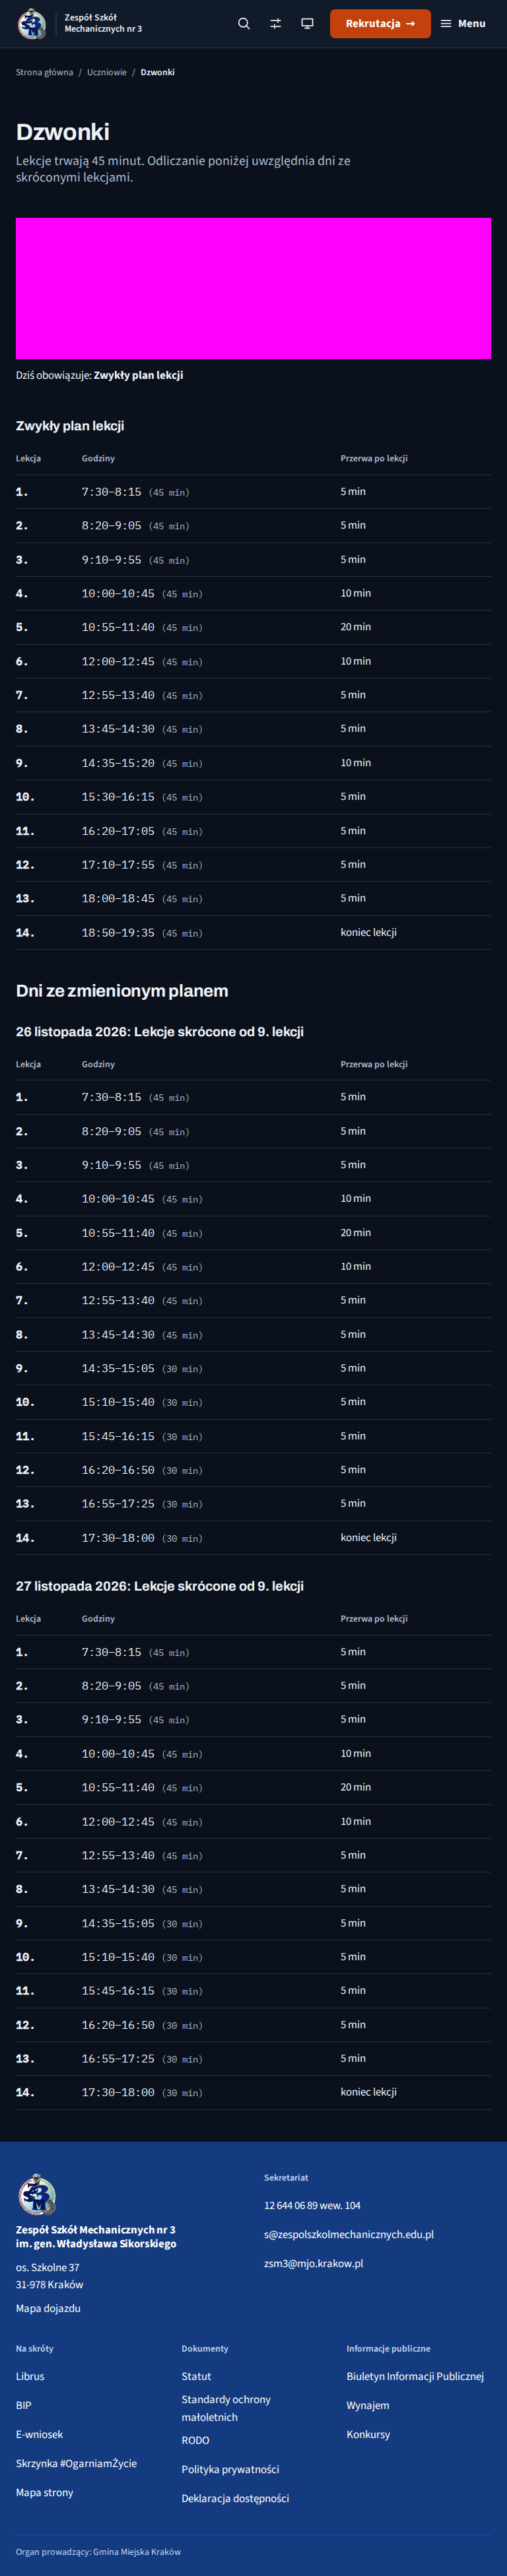 Zespół Szkół
Mechanicznych nr 3
Rekrutacja →
Menu
Strona główna / Uczniowie / Dzwonki
Dzwonki
Lekcje trwają 45 minut. Odliczanie poniżej uwzględnia dni ze
skróconymi lekcjami.
Dziś obowiązuje: Zwykły plan lekcji
Zwykły plan lekcji
Lekcja Godziny Przerwa po lekcji
1. 7:30–8:15 (45 min) 5 min
2. 8:20–9:05 (45 min) 5 min
3. 9:10–9:55 (45 min) 5 min
4. 10:00–10:45 (45 min) 10 min
5. 10:55–11:40 (45 min) 20 min
6. 12:00–12:45 (45 min) 10 min
7. 12:55–13:40 (45 min) 5 min
8. 13:45–14:30 (45 min) 5 min
9. 14:35–15:20 (45 min) 10 min
10. 15:30–16:15 (45 min) 5 min
11. 16:20–17:05 (45 min) 5 min
12. 17:10–17:55 (45 min) 5 min
13. 18:00–18:45 (45 min) 5 min
14. 18:50–19:35 (45 min) koniec lekcji
Dni ze zmienionym planem
26 listopada 2026: Lekcje skrócone od 9. lekcji
Lekcja Godziny Przerwa po lekcji
1. 7:30–8:15 (45 min) 5 min
2. 8:20–9:05 (45 min) 5 min
3. 9:10–9:55 (45 min) 5 min
4. 10:00–10:45 (45 min) 10 min
5. 10:55–11:40 (45 min) 20 min
6. 12:00–12:45 (45 min) 10 min
7. 12:55–13:40 (45 min) 5 min
8. 13:45–14:30 (45 min) 5 min
9. 14:35–15:05 (30 min) 5 min
10. 15:10–15:40 (30 min) 5 min
11. 15:45–16:15 (30 min) 5 min
12. 16:20–16:50 (30 min) 5 min
13. 16:55–17:25 (30 min) 5 min
14. 17:30–18:00 (30 min) koniec lekcji
27 listopada 2026: Lekcje skrócone od 9. lekcji
Lekcja Godziny Przerwa po lekcji
1. 7:30–8:15 (45 min) 5 min
2. 8:20–9:05 (45 min) 5 min
3. 9:10–9:55 (45 min) 5 min
4. 10:00–10:45 (45 min) 10 min
5. 10:55–11:40 (45 min) 20 min
6. 12:00–12:45 (45 min) 10 min
7. 12:55–13:40 (45 min) 5 min
8. 13:45–14:30 (45 min) 5 min
9. 14:35–15:05 (30 min) 5 min
10. 15:10–15:40 (30 min) 5 min
11. 15:45–16:15 (30 min) 5 min
12. 16:20–16:50 (30 min) 5 min
13. 16:55–17:25 (30 min) 5 min
14. 17:30–18:00 (30 min) koniec lekcji
Zespół Szkół Mechanicznych nr 3
im. gen. Władysława Sikorskiego
os. Szkolne 37
31-978 Kraków
Mapa dojazdu
Sekretariat
12 644 06 89 wew. 104
s@zespolszkolmechanicznych.edu.pl
zsm3@mjo.krakow.pl
Na skróty
Librus
BIP
E-wniosek
Skrzynka #OgarniamŻycie
Mapa strony
Dokumenty
Statut
Standardy ochrony
małoletnich
RODO
Polityka prywatności
Deklaracja dostępności
Informacje publiczne
Biuletyn Informacji Publicznej
Wynajem
Konkursy
Organ prowadzący: Gmina Miejska Kraków